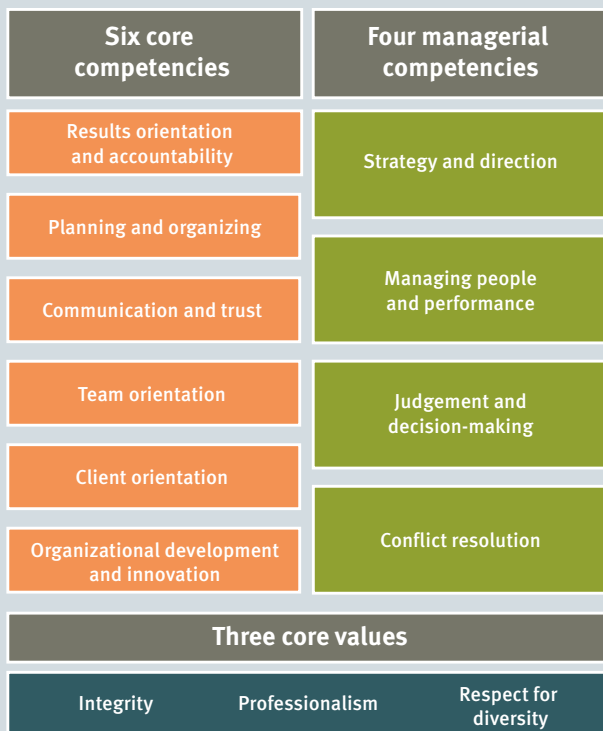 Six core
competencies
Results orientation
and accountability
Planning and organizing
Communication and trust
Team orientation
Client orientation
Organizational development
and innovation
Four managerial
competencies
Strategy and direction
Managing people
and performance
Judgement and
decision-making
Conflict resolution
Three core values
Integrity
Professionalism
Respect for
diversity